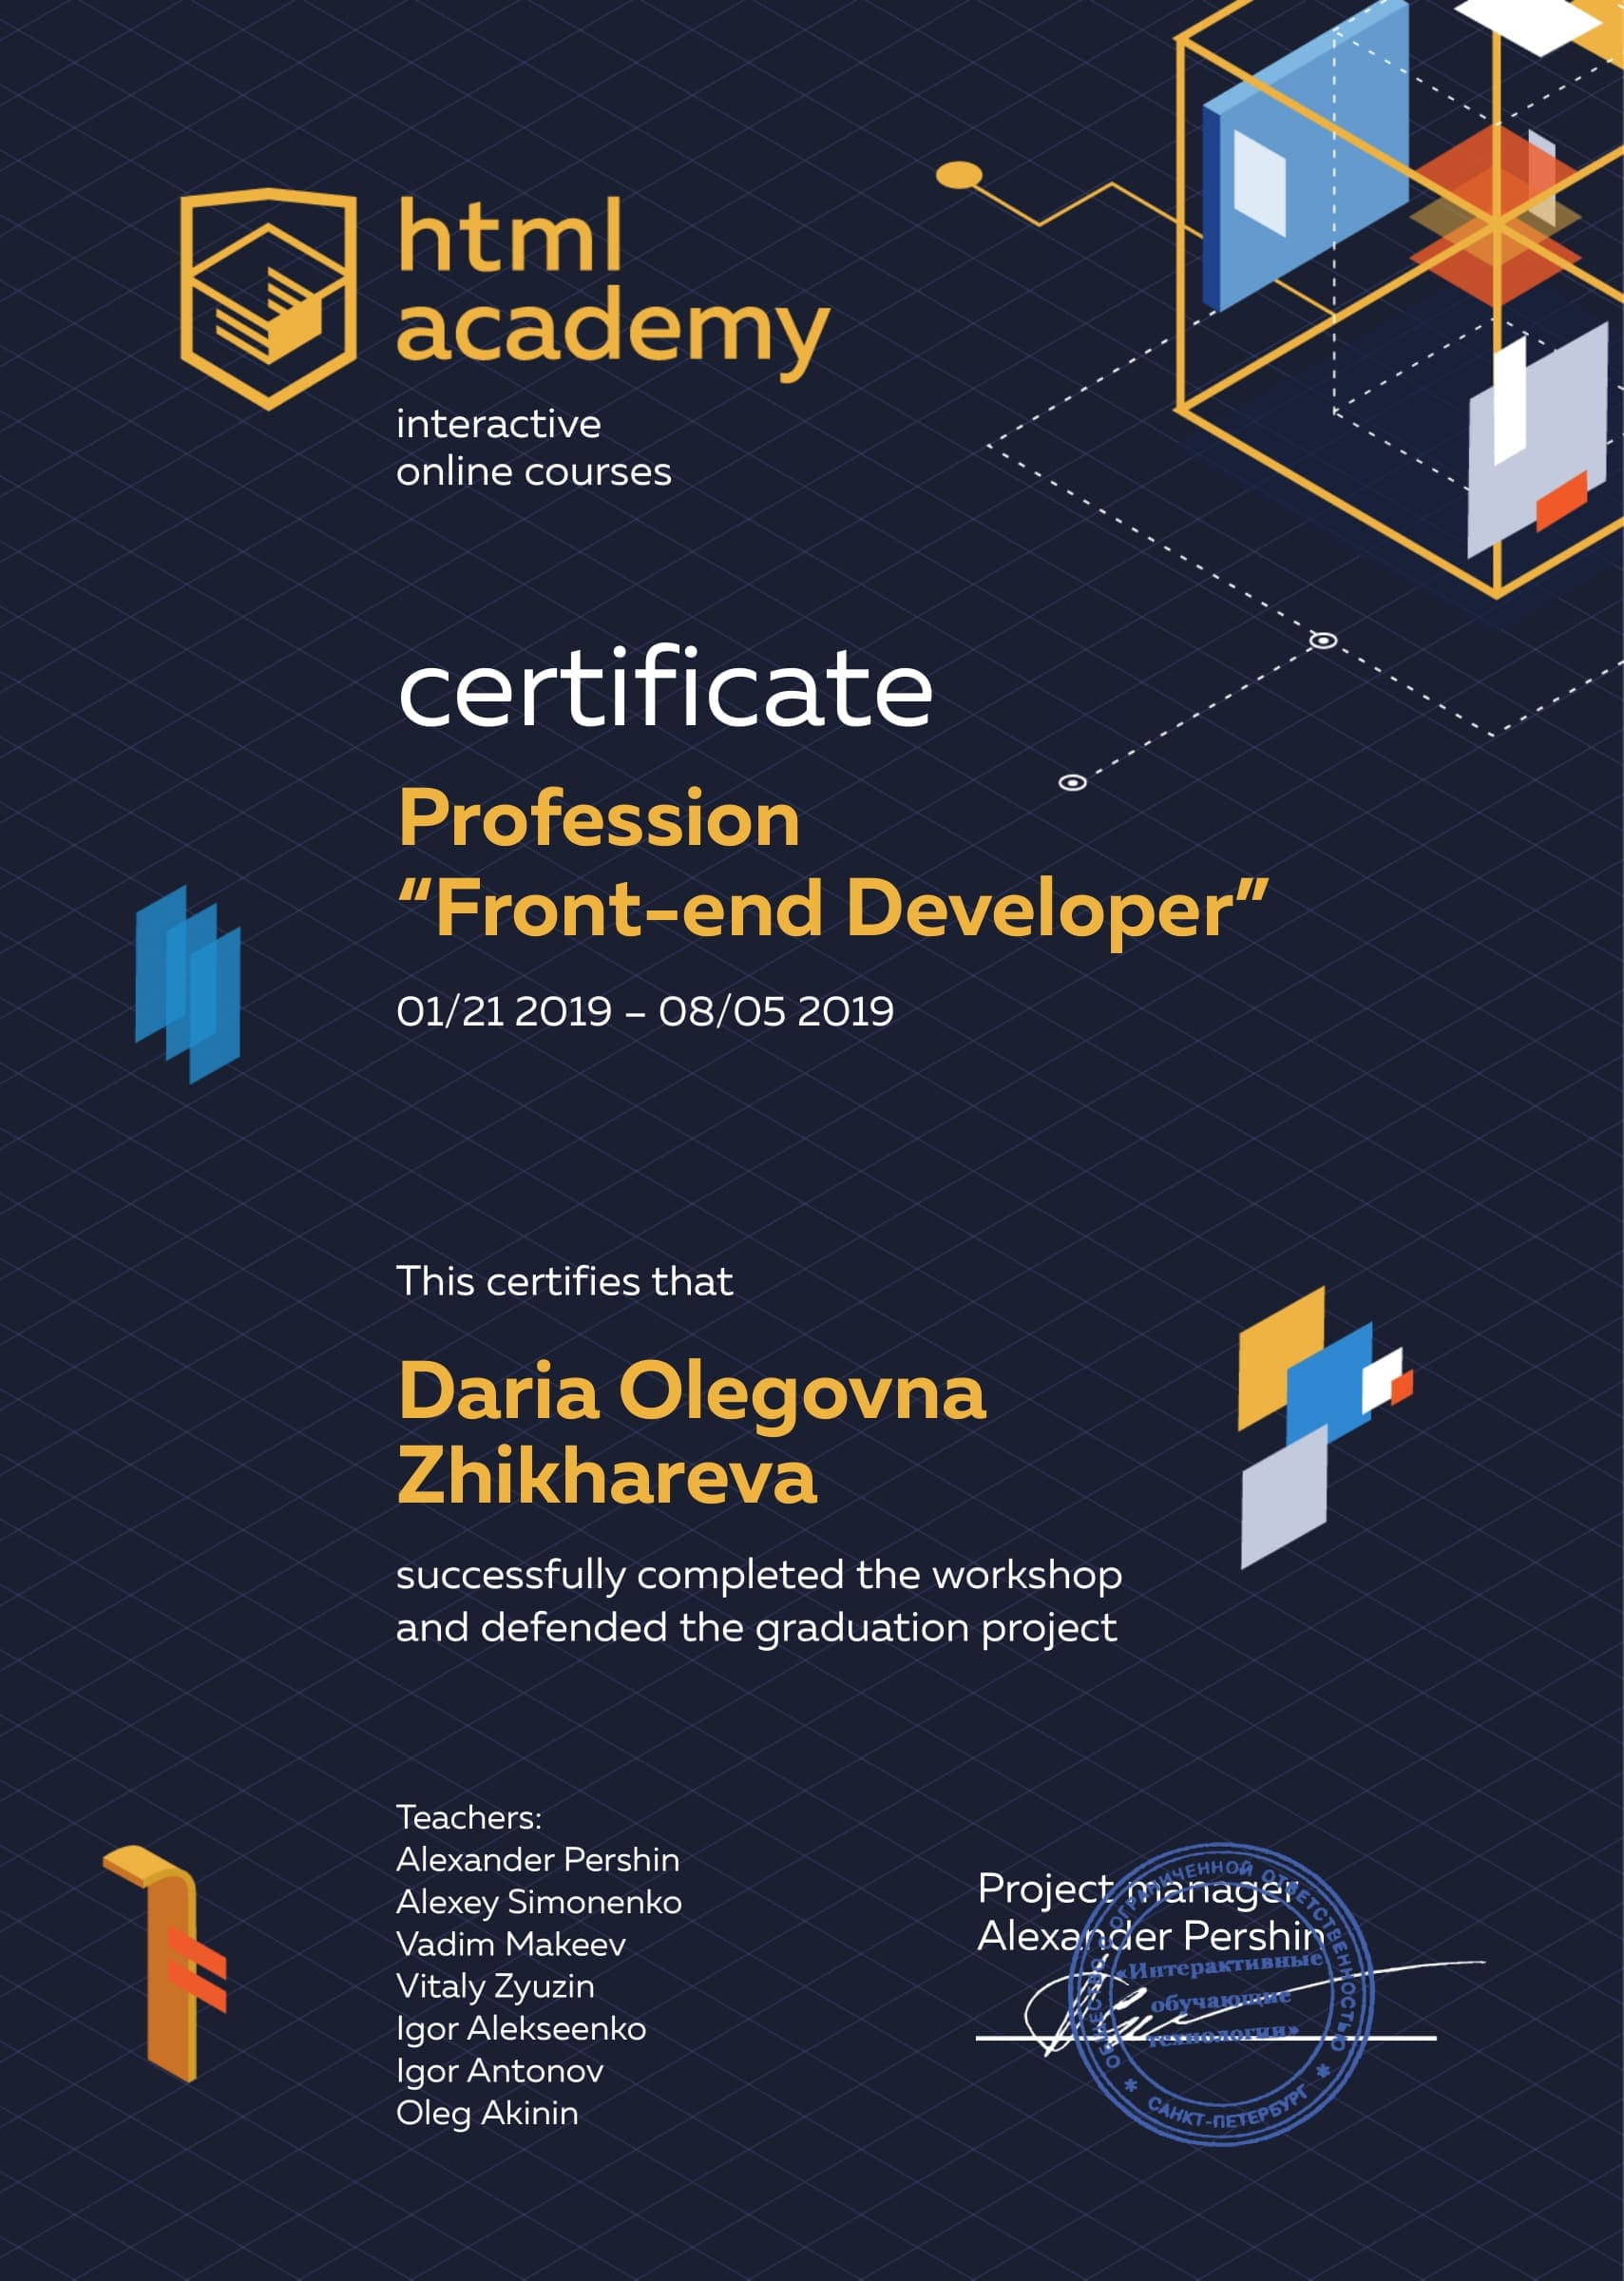 html
academy
interactive
online courses
certificate
Profession
“Front-end Developer”
01/21 2019 – 08/05 2019
This certifies that
Daria Olegovna
Zhikhareva
successfully completed the workshop
and defended the graduation project
Teachers:
Alexander Pershin
Alexey Simonenko
Vadim Makeev
Vitaly Zyuzin
Igor Alekseenko
Igor Antonov
Oleg Akinin
Project manager
Alexander Pershin
ОБЩЕСТВО С ОГРАНИЧЕННОЙ ОТВЕТСТВЕННОСТЬЮ
«Интерактивные
обучающие
технологии»
* САНКТ-ПЕТЕРБУРГ *